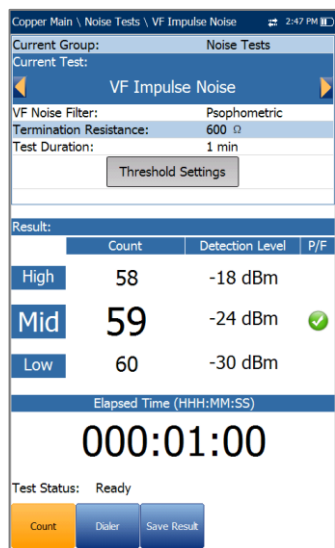 Copper Main \ Noise Tests \ VF Impulse Noise 2:47 PM
Current Group: Noise Tests
Current Test:
VF Impulse Noise
VF Noise Filter: Psophometric
Termination Resistance: 600 Ω
Test Duration: 1 min
Threshold Settings
Result:
Count Detection Level P/F
High 58 -18 dBm
Mid 59 -24 dBm
Low 60 -30 dBm
Elapsed Time (HHH:MM:SS)
000:01:00
Test Status: Ready
Count Dialer Save Result